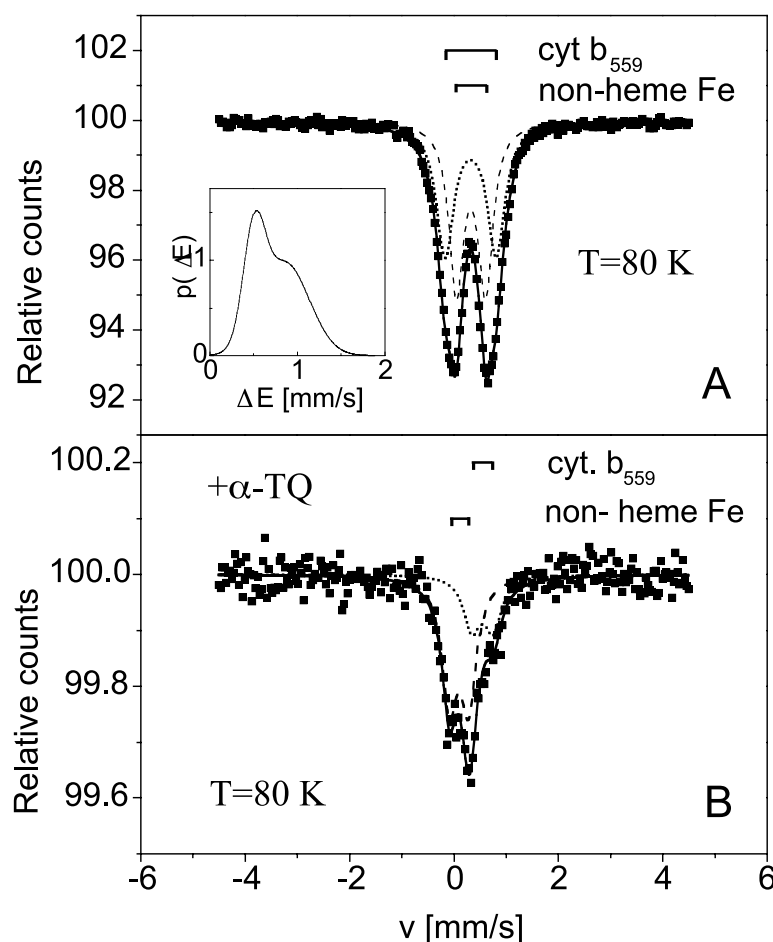 102
100
98
96
94
92
Relative counts
cyt b559
non-heme Fe
T=80 K
A
1
0
0
1
2
p( ΔE)
ΔE [mm/s]
100.2
100.0
99.8
99.6
Relative counts
+α-TQ
cyt. b559
non- heme Fe
T=80 K
B
-6
-4
-2
0
2
4
6
v [mm/s]